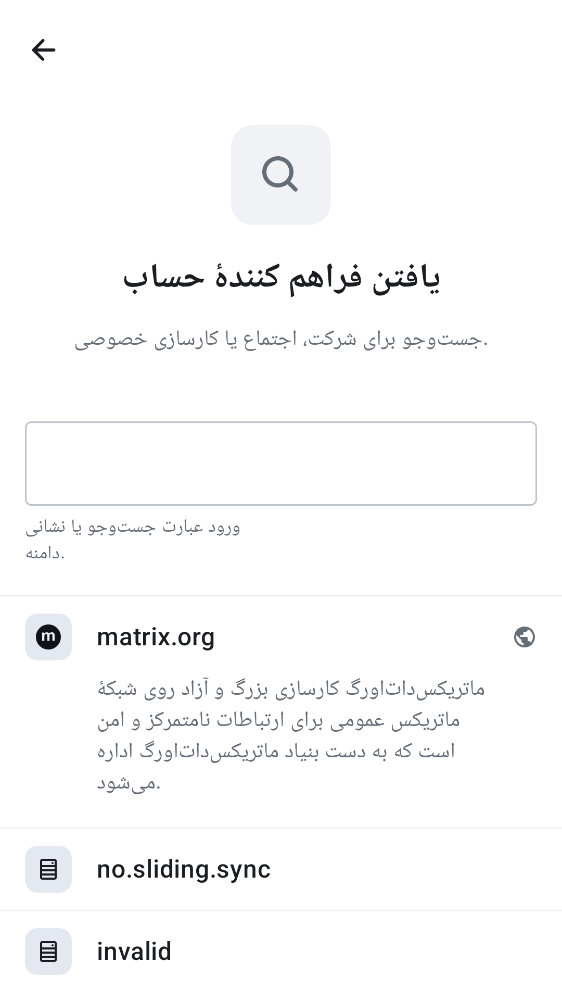 یافتن فراهم کنندهٔ حساب
جست‌وجو برای شرکت، اجتماع یا کارسازی خصوصی.
ورود عبارت جست‌وجو یا نشانی
دامنه.
m
matrix.org
ماتریکس‌دات‌اورگ کارسازی بزرگ و آزاد روی شبکهٔ
ماتریکس عمومی برای ارتباطات نامتمرکز و امن
است که به دست بنیاد ماتریکس‌دات‌اورگ اداره
می‌شود.
no.sliding.sync
invalid